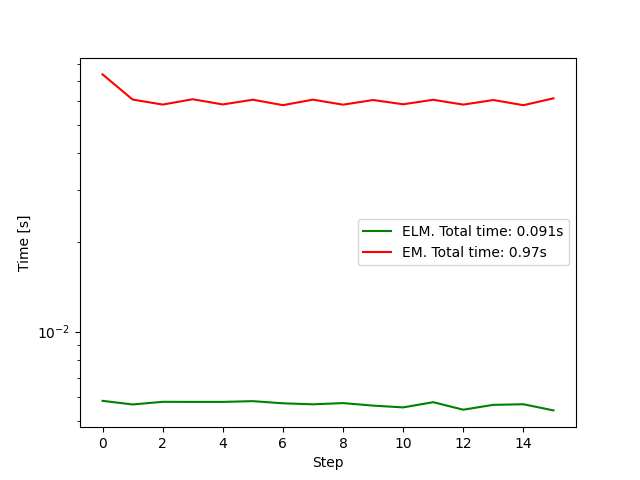 Time [s]
10⁻²
ELM. Total time: 0.091s
EM. Total time: 0.97s
0 2 4 6 8 10 12 14
Step